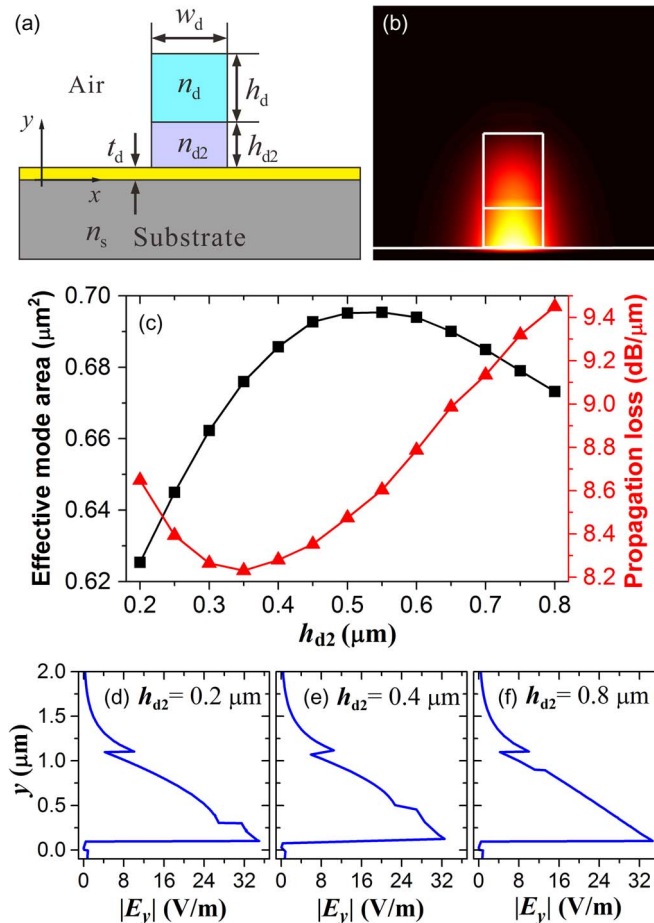 (a)
w_d
Air
n_d
h_d
y
t_d
n_d2
h_d2
x
n_s Substrate
(b)
(c)
Effective mode area (μm²)
0.70
0.68
0.66
0.64
0.62
Propagation loss (dB/μm)
9.4
9.2
9.0
8.8
8.6
8.4
8.2
0.2 0.3 0.4 0.5 0.6 0.7 0.8
h_d2 (μm)
y (μm)
2.0
1.5
1.0
0.5
0.0
(d) h_d2 = 0.2 μm
(e) h_d2 = 0.4 μm
(f) h_d2 = 0.8 μm
0 8 16 24 32
0 8 16 24 32
0 8 16 24 32
|E_y| (V/m)
|E_y| (V/m)
|E_y| (V/m)